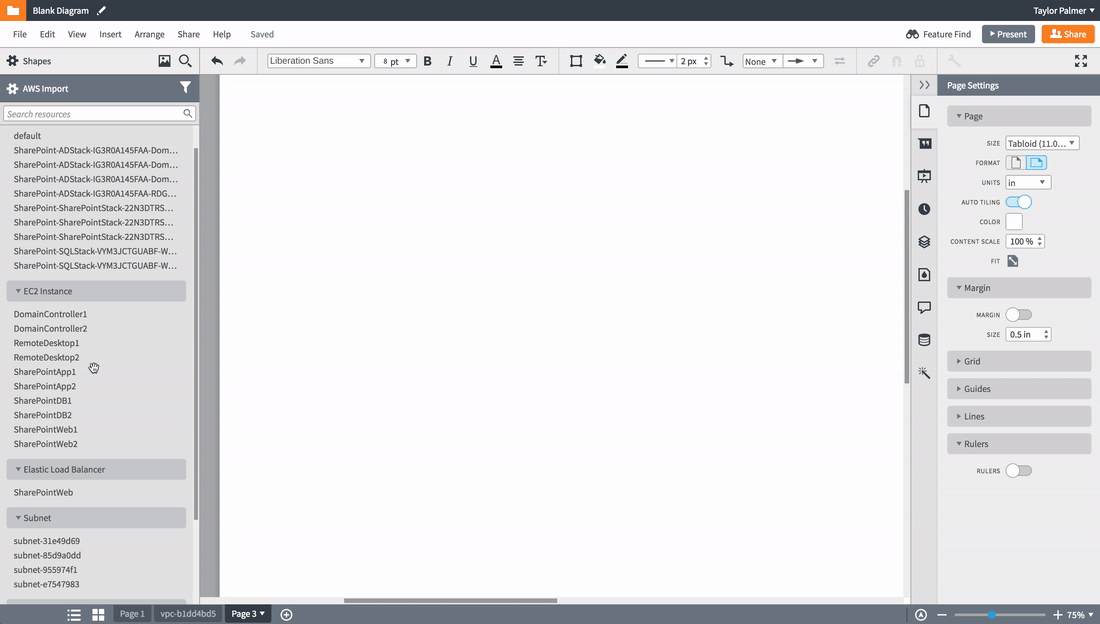 Blank Diagram
Taylor Palmer
File Edit View Insert Arrange Share Help Saved
Feature Find
Present
Share
Shapes
Liberation Sans
8 pt
B I U A T
2 px
None
AWS Import
Search resources
default
SharePoint-ADStack-IG3R0A145FAA-Dom...
SharePoint-ADStack-IG3R0A145FAA-Dom...
SharePoint-ADStack-IG3R0A145FAA-Dom...
SharePoint-ADStack-IG3R0A145FAA-RDG...
SharePoint-SharePointStack-22N3DTRS...
SharePoint-SharePointStack-22N3DTRS...
SharePoint-SharePointStack-22N3DTRS...
SharePoint-SQLStack-VYM3JCTGUABF-W...
SharePoint-SQLStack-VYM3JCTGUABF-W...
EC2 Instance
DomainController1
DomainController2
RemoteDesktop1
RemoteDesktop2
SharePointApp1
SharePointApp2
SharePointDB1
SharePointDB2
SharePointWeb1
SharePointWeb2
Elastic Load Balancer
SharePointWeb
Subnet
subnet-31e49d69
subnet-85d9a0dd
subnet-955974f1
subnet-e7547983
Page Settings
Page
SIZE Tabloid (11.0...
FORMAT
UNITS in
AUTO TILING
COLOR
CONTENT SCALE 100 %
FIT
Margin
MARGIN
SIZE 0.5 in
Grid
Guides
Lines
Rulers
RULERS
Page 1
vpc-b1dd4bd5
Page 3
75%